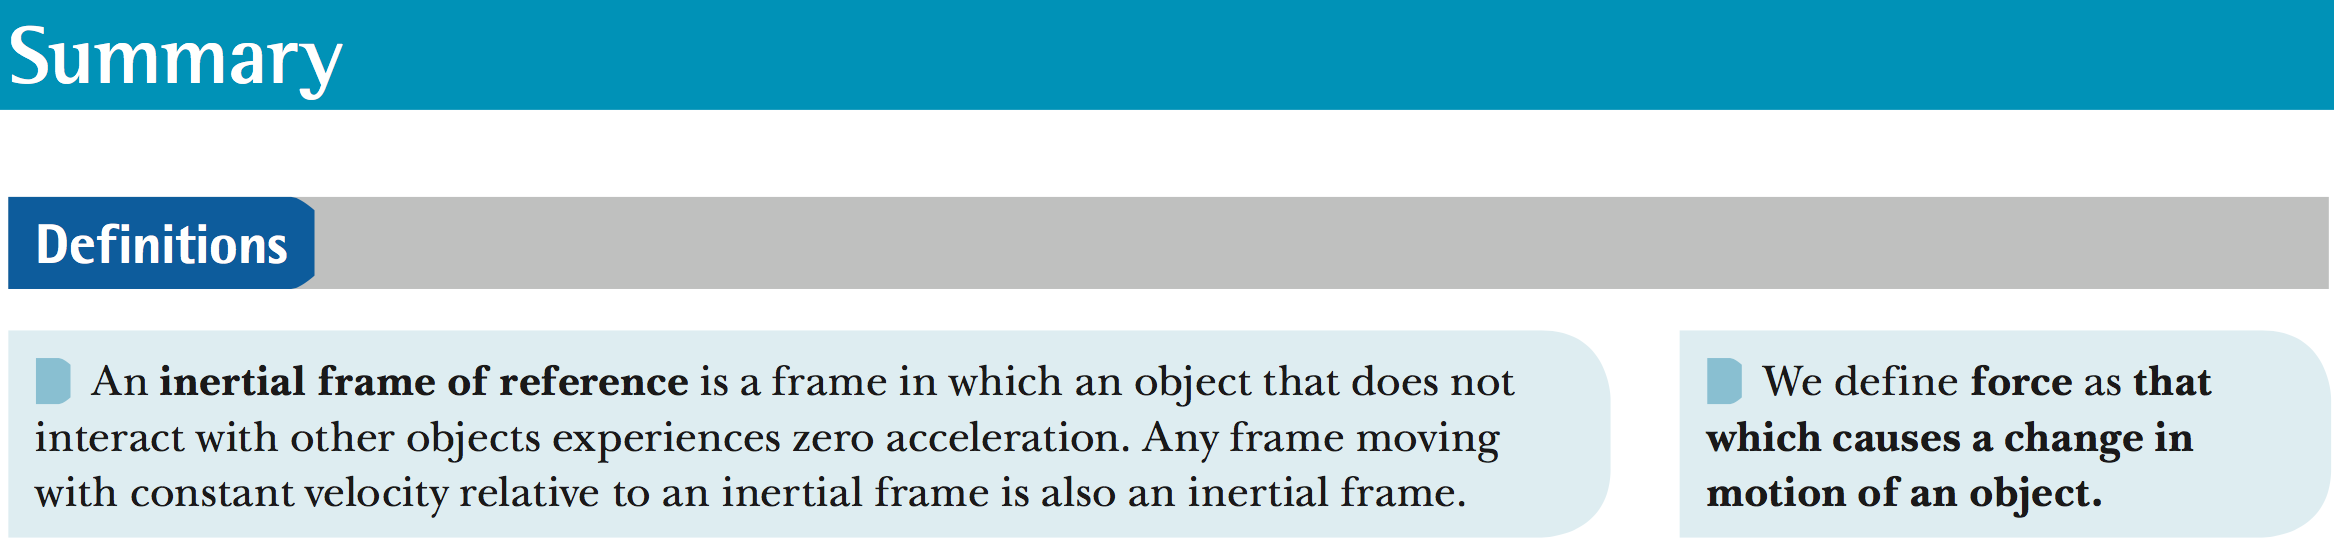 Summary
Definitions
An inertial frame of reference is a frame in which an object that does not
interact with other objects experiences zero acceleration. Any frame moving
with constant velocity relative to an inertial frame is also an inertial frame.
We define force as that
which causes a change in
motion of an object.